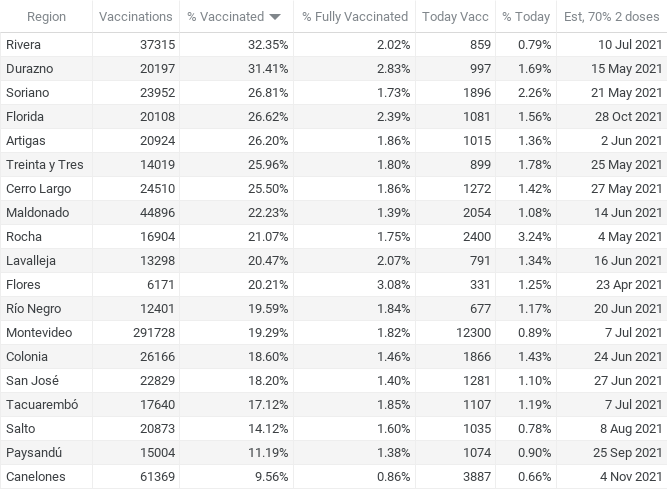 Region Vaccinations % Vaccinated % Fully Vaccinated Today Vacc % Today Est, 70% 2 doses
Rivera 37315 32.35% 2.02% 859 0.79% 10 Jul 2021
Durazno 20197 31.41% 2.83% 997 1.69% 15 May 2021
Soriano 23952 26.81% 1.73% 1896 2.26% 21 May 2021
Florida 20108 26.62% 2.39% 1081 1.56% 28 Oct 2021
Artigas 20924 26.20% 1.86% 1015 1.36% 2 Jun 2021
Treinta y Tres 14019 25.96% 1.80% 899 1.78% 25 May 2021
Cerro Largo 24510 25.50% 1.86% 1272 1.42% 27 May 2021
Maldonado 44896 22.23% 1.39% 2054 1.08% 14 Jun 2021
Rocha 16904 21.07% 1.75% 2400 3.24% 4 May 2021
Lavalleja 13298 20.47% 2.07% 791 1.34% 16 Jun 2021
Flores 6171 20.21% 3.08% 331 1.25% 23 Apr 2021
Río Negro 12401 19.59% 1.84% 677 1.17% 20 Jun 2021
Montevideo 291728 19.29% 1.82% 12300 0.89% 7 Jul 2021
Colonia 26166 18.60% 1.46% 1866 1.43% 24 Jun 2021
San José 22829 18.20% 1.40% 1281 1.10% 27 Jun 2021
Tacuarembó 17640 17.12% 1.85% 1107 1.19% 7 Jul 2021
Salto 20873 14.12% 1.60% 1035 0.78% 8 Aug 2021
Paysandú 15004 11.19% 1.38% 1074 0.90% 25 Sep 2021
Canelones 61369 9.56% 0.86% 3887 0.66% 4 Nov 2021